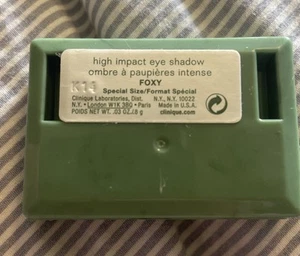 high impact eye shadow
ombre à paupières intense
FOXY
Special Size/Format Spécial
Clinique Laboratories, Dist. N.Y., N.Y. 10022
N.Y. • London W1K 3BG • Paris Made in U.S.A.
POIDS NET WT. .03 OZ./.8 g clinique.com